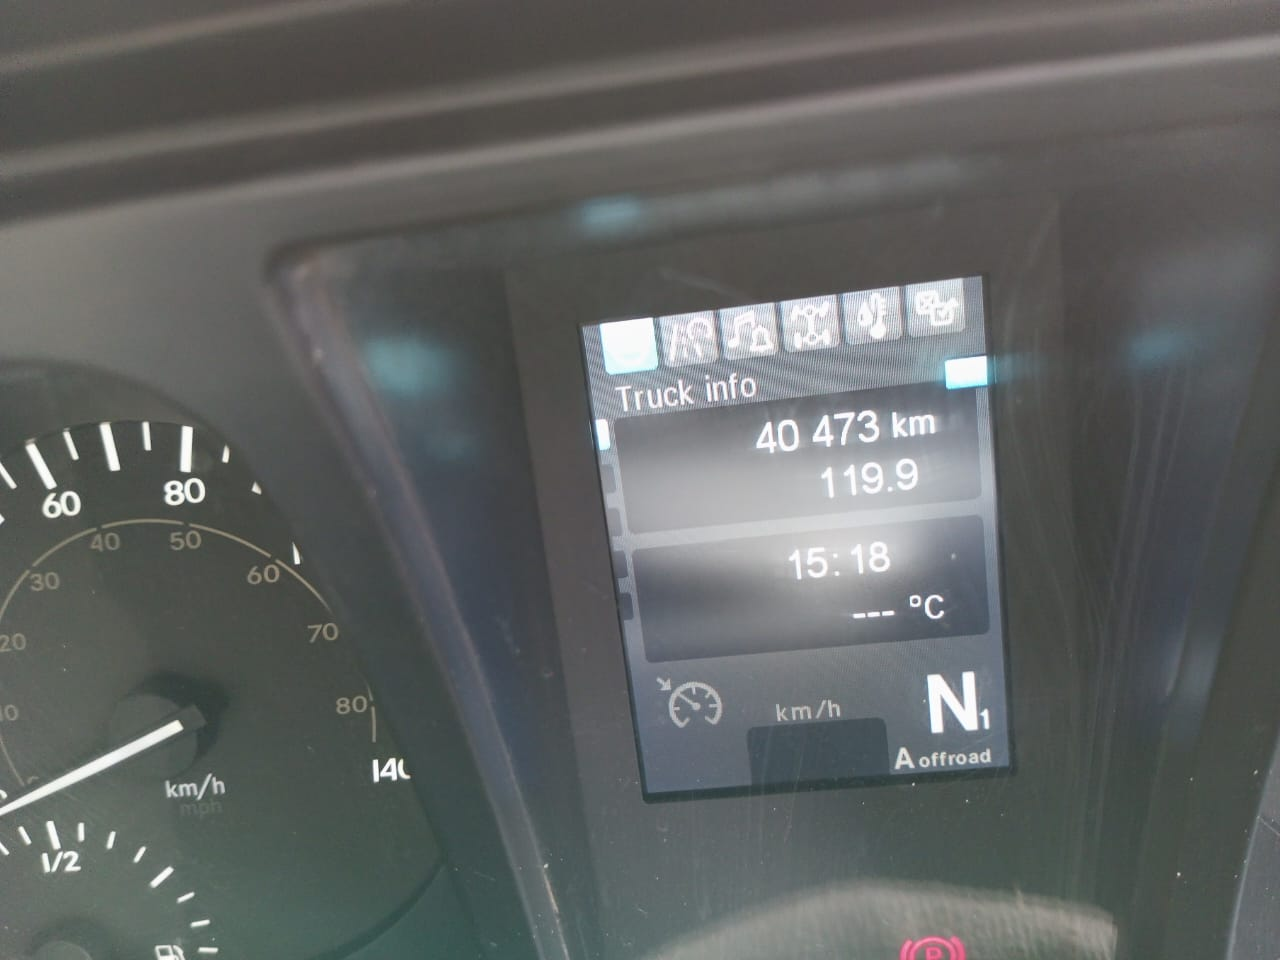 Truck info
40 473 km
119.9
15:18
--- °C
km/h
N1
A offroad
60
80
140
20
30
40
50
60
70
80
km/h
mph
1/2
P